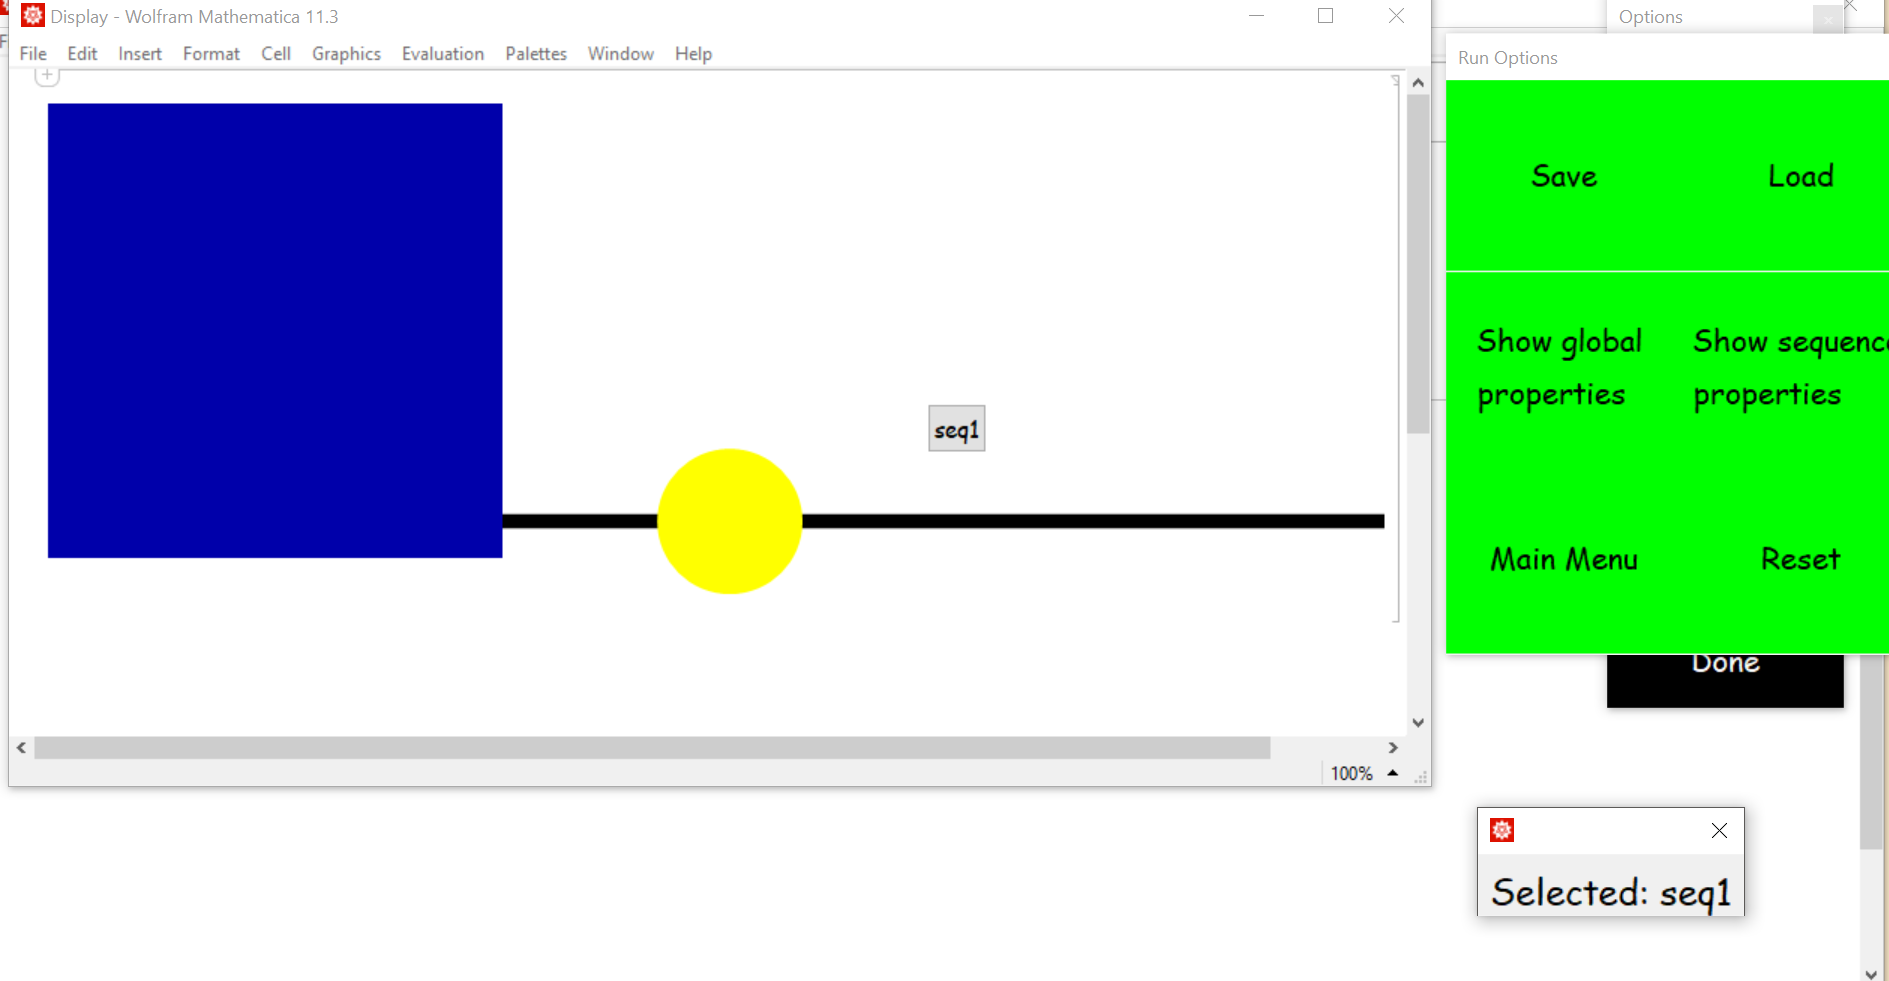 Display - Wolfram Mathematica 11.3
File Edit Insert Format Cell Graphics Evaluation Palettes Window Help
seq1
100%
Options
Run Options
Save Load
Show global properties
Show sequence properties
Main Menu Reset
Done
Selected: seq1